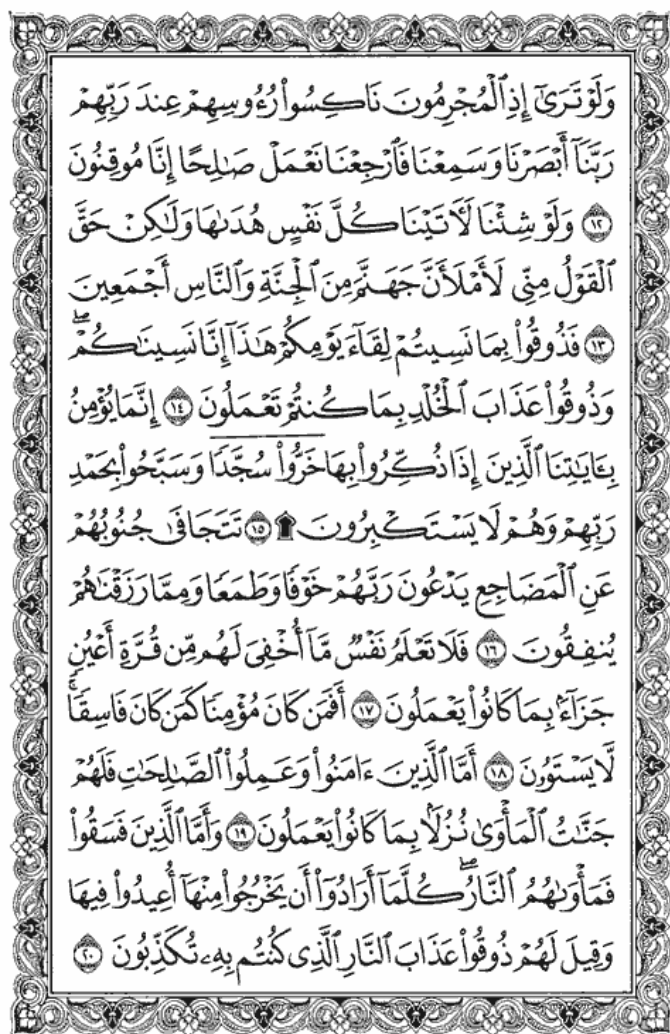 وَلَوْ تَرَىٰٓ إِذِ ٱلْمُجْرِمُونَ نَاكِسُوا۟ رُءُوسِهِمْ عِندَ رَبِّهِمْ
رَبَّنَآ أَبْصَرْنَا وَسَمِعْنَا فَٱرْجِعْنَا نَعْمَلْ صَٰلِحًا إِنَّا مُوقِنُونَ
١٢ وَلَوْ شِئْنَا لَءَاتَيْنَا كُلَّ نَفْسٍ هُدَىٰهَا وَلَٰكِنْ حَقَّ
ٱلْقَوْلُ مِنِّى لَأَمْلَأَنَّ جَهَنَّمَ مِنَ ٱلْجِنَّةِ وَٱلنَّاسِ أَجْمَعِينَ
١٣ فَذُوقُوا۟ بِمَا نَسِيتُمْ لِقَآءَ يَوْمِكُمْ هَٰذَآ إِنَّا نَسِينَٰكُمْ ۖ
وَذُوقُوا۟ عَذَابَ ٱلْخُلْدِ بِمَا كُنتُمْ تَعْمَلُونَ ١٤ إِنَّمَا يُؤْمِنُ
بِـَٔايَٰتِنَا ٱلَّذِينَ إِذَا ذُكِّرُوا۟ بِهَا خَرُّوا۟ سُجَّدًا وَسَبَّحُوا۟ بِحَمْدِ
رَبِّهِمْ وَهُمْ لَا يَسْتَكْبِرُونَ ۩ ١٥ تَتَجَافَىٰ جُنُوبُهُمْ
عَنِ ٱلْمَضَاجِعِ يَدْعُونَ رَبَّهُمْ خَوْفًا وَطَمَعًا وَمِمَّا رَزَقْنَٰهُمْ
يُنفِقُونَ ١٦ فَلَا تَعْلَمُ نَفْسٌ مَّآ أُخْفِىَ لَهُم مِّن قُرَّةِ أَعْيُنٍ
جَزَآءًۢ بِمَا كَانُوا۟ يَعْمَلُونَ ١٧ أَفَمَن كَانَ مُؤْمِنًا كَمَن كَانَ فَاسِقًا ۚ
لَّا يَسْتَوُۥنَ ١٨ أَمَّا ٱلَّذِينَ ءَامَنُوا۟ وَعَمِلُوا۟ ٱلصَّٰلِحَٰتِ فَلَهُمْ
جَنَّٰتُ ٱلْمَأْوَىٰ نُزُلًۢا بِمَا كَانُوا۟ يَعْمَلُونَ ١٩ وَأَمَّا ٱلَّذِينَ فَسَقُوا۟
فَمَأْوَىٰهُمُ ٱلنَّارُ ۖ كُلَّمَآ أَرَادُوٓا۟ أَن يَخْرُجُوا۟ مِنْهَآ أُعِيدُوا۟ فِيهَا
وَقِيلَ لَهُمْ ذُوقُوا۟ عَذَابَ ٱلنَّارِ ٱلَّذِى كُنتُم بِهِۦ تُكَذِّبُونَ ٢٠